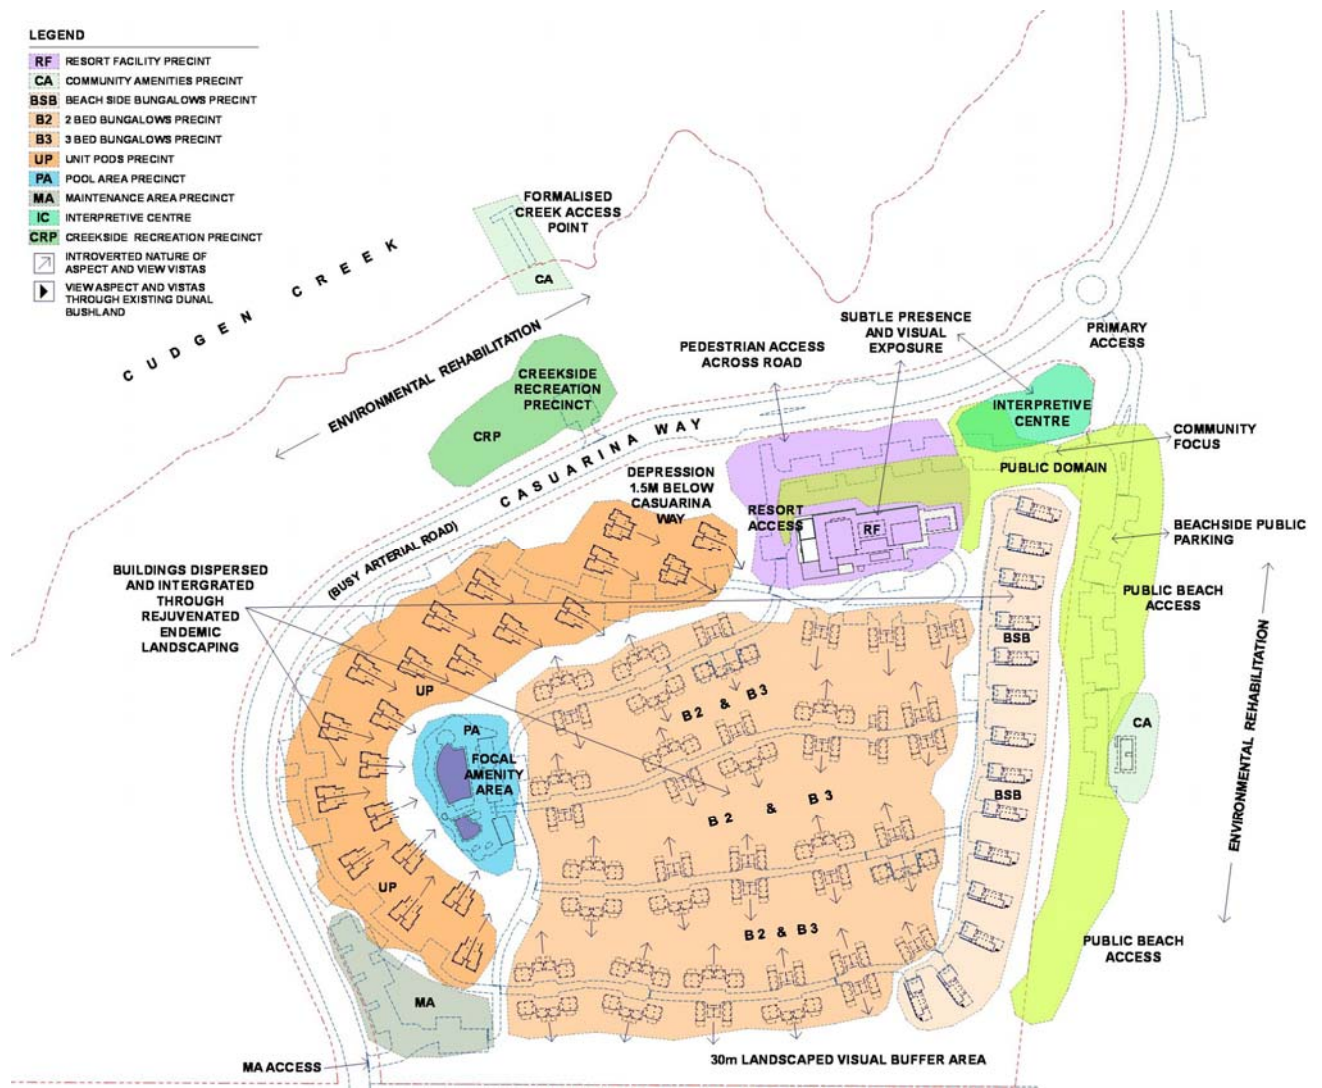 LEGEND
RF RESORT FACILITY PRECINT
CA COMMUNITY AMENITIES PRECINT
BSB BEACH SIDE BUNGALOWS PRECINT
B2 2 BED BUNGALOWS PRECINT
B3 3 BED BUNGALOWS PRECINT
UP UNIT PODS PRECINT
PA POOL AREA PRECINCT
MA MAINTENANCE AREA PRECINCT
IC INTERPRETIVE CENTRE
CRP CREEKSIDE RECREATION PRECINCT
INTROVERTED NATURE OF
ASPECT AND VIEW VISTAS
VIEW ASPECT AND VISTAS
THROUGH EXISTING DUNAL
BUSHLAND
CUDGEN CREEK
FORMALISED
CREEK ACCESS
POINT
CA
ENVIRONMENTAL REHABILITATION
CREEKSIDE
RECREATION
PRECINCT
CRP
PEDESTRIAN ACCESS
ACROSS ROAD
SUBTLE PRESENCE
AND VISUAL
EXPOSURE
PRIMARY
ACCESS
INTERPRETIVE
CENTRE
COMMUNITY
FOCUS
PUBLIC DOMAIN
CASUARINA WAY
(BUSY ARTERIAL ROAD)
DEPRESSION
1.5M BELOW
CASUARINA
WAY
RESORT
ACCESS
RF
BEACHSIDE PUBLIC
PARKING
BUILDINGS DISPERSED
AND INTERGRATED
THROUGH
REJUVENATED
ENDEMIC
LANDSCAPING
PUBLIC BEACH
ACCESS
BSB
UP
B2 & B3
PA
FOCAL
AMENITY
AREA
CA
ENVIRONMENTAL REHABILITATION
BSB
B2 & B3
UP
B2 & B3
PUBLIC BEACH
ACCESS
MA
MA ACCESS
30m LANDSCAPED VISUAL BUFFER AREA